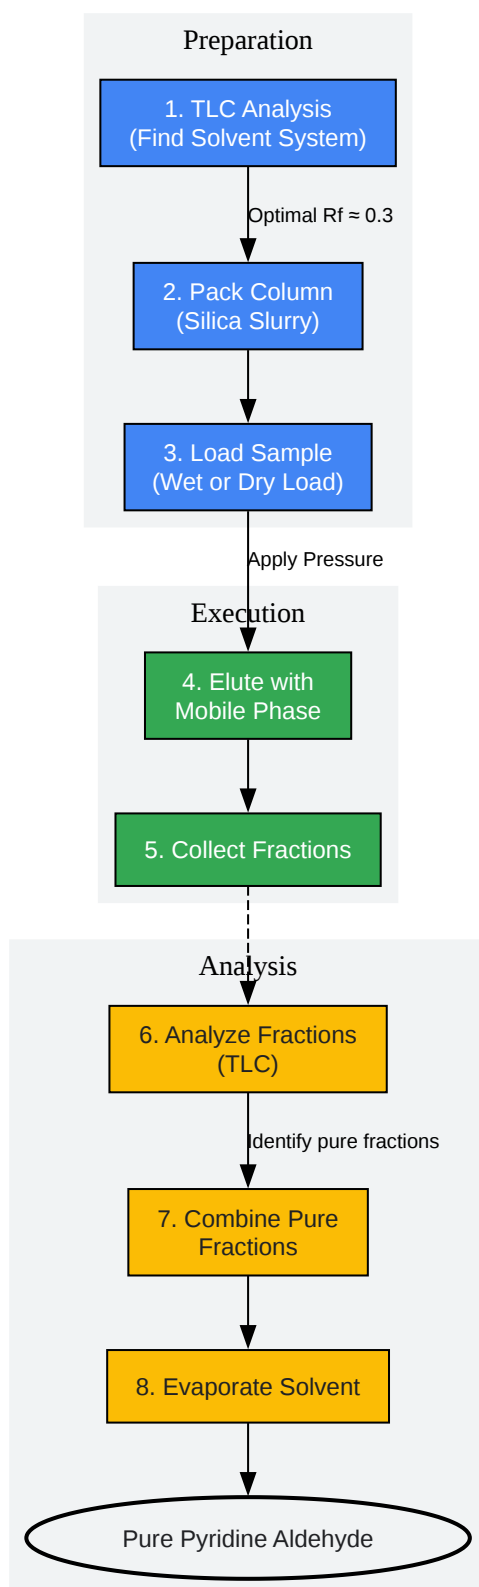 Preparation
1. TLC Analysis
(Find Solvent System)
Optimal Rf ≈ 0.3
2. Pack Column
(Silica Slurry)
3. Load Sample
(Wet or Dry Load)
Apply Pressure
Execution
4. Elute with
Mobile Phase
5. Collect Fractions
Analysis
6. Analyze Fractions
(TLC)
Identify pure fractions
7. Combine Pure
Fractions
8. Evaporate Solvent
Pure Pyridine Aldehyde